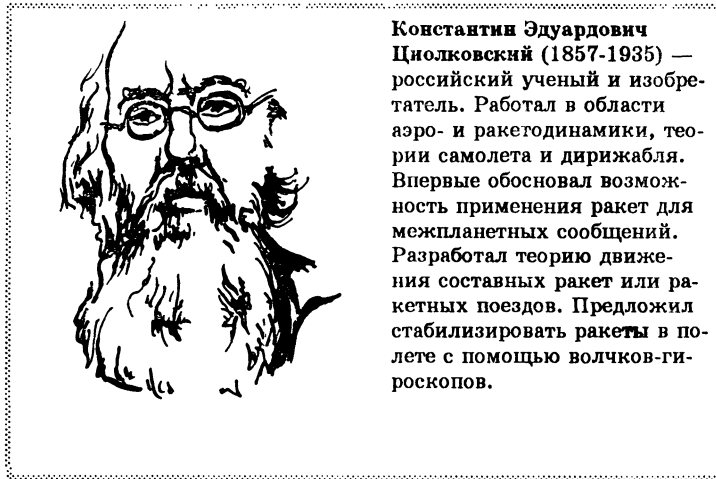 Константин Эдуардович
Циолковский (1857-1935) —
российский ученый и изобре-
татель. Работал в области
аэро- и ракетодинамики, тео-
рии самолета и дирижабля.
Впервые обосновал возмож-
ность применения ракет для
межпланетных сообщений.
Разработал теорию движе-
ния составных ракет или ра-
кетных поездов. Предложил
стабилизировать ракеты в по-
лете с помощью волчков-ги-
роскопов.